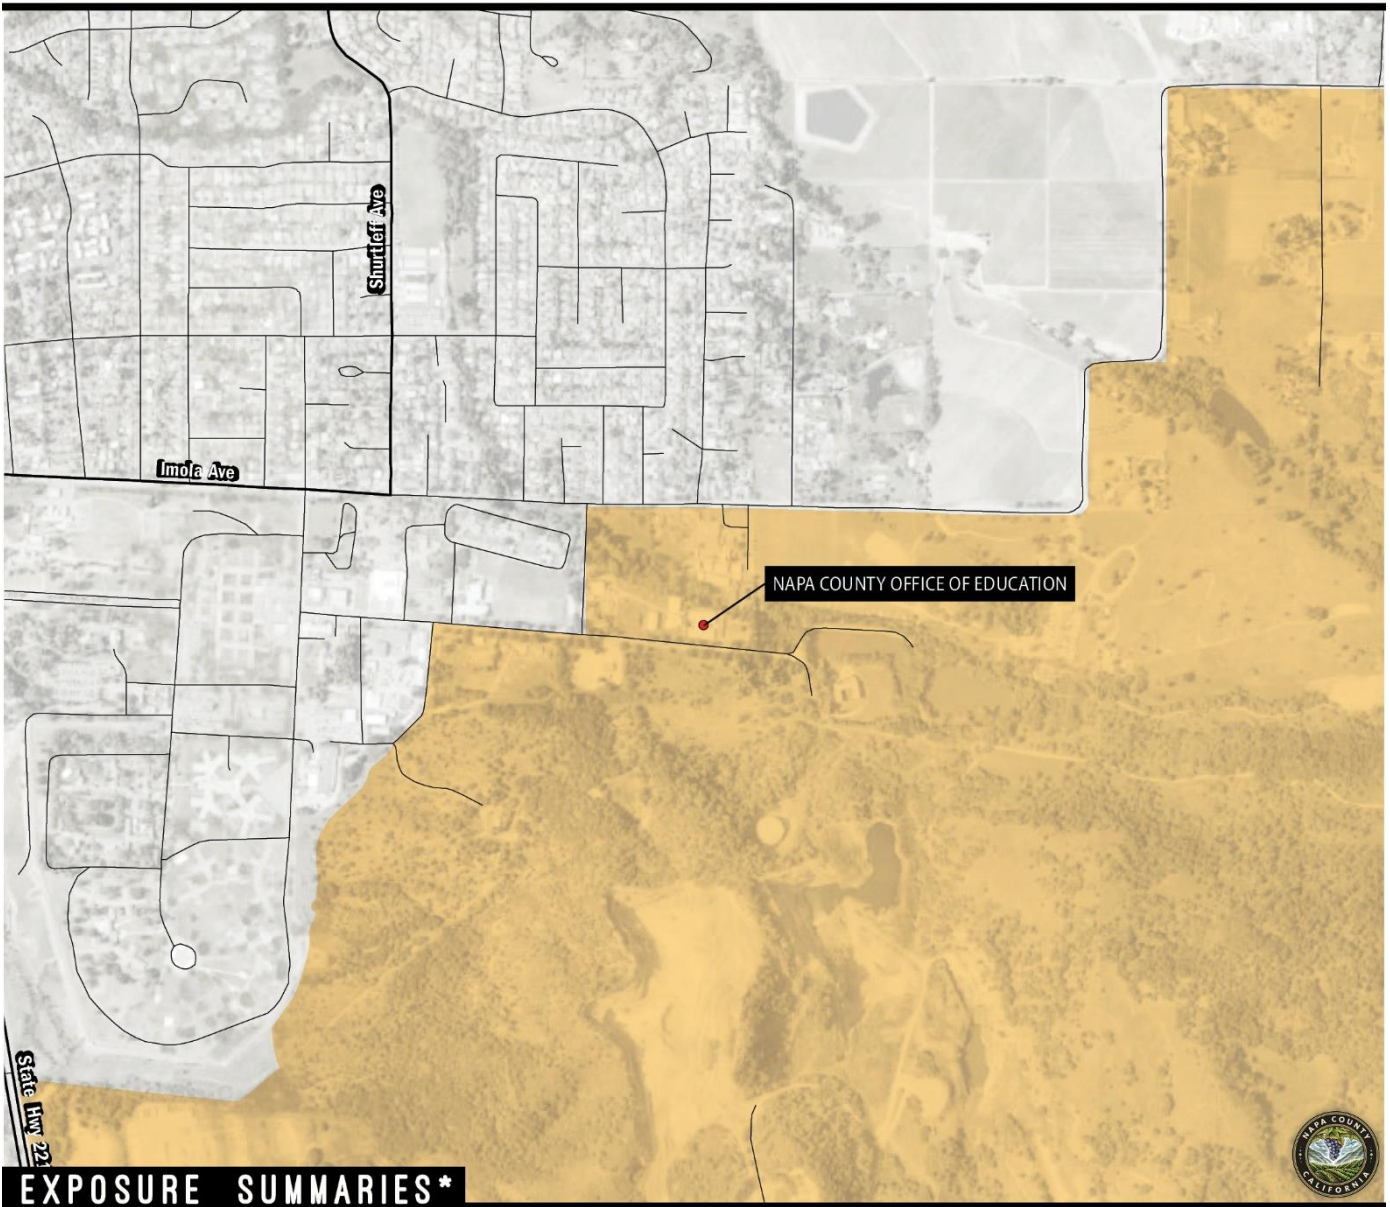 Shurtleff Ave
Imola Ave
NAPA COUNTY OFFICE OF EDUCATION
State Hwy 221
EXPOSURE SUMMARIES*
NAPA COUNTY
CALIFORNIA